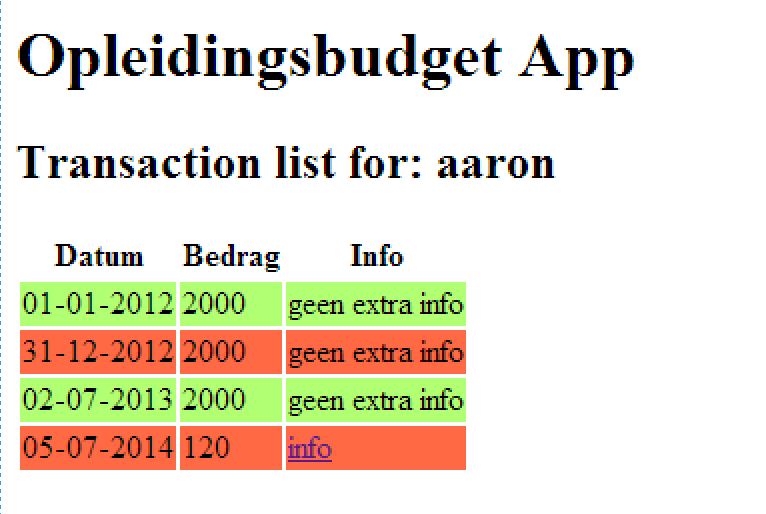 Opleidingsbudget App
Transaction list for: aaron
Datum Bedrag Info
01-01-2012 2000 geen extra info
31-12-2012 2000 geen extra info
02-07-2013 2000 geen extra info
05-07-2014 120 info